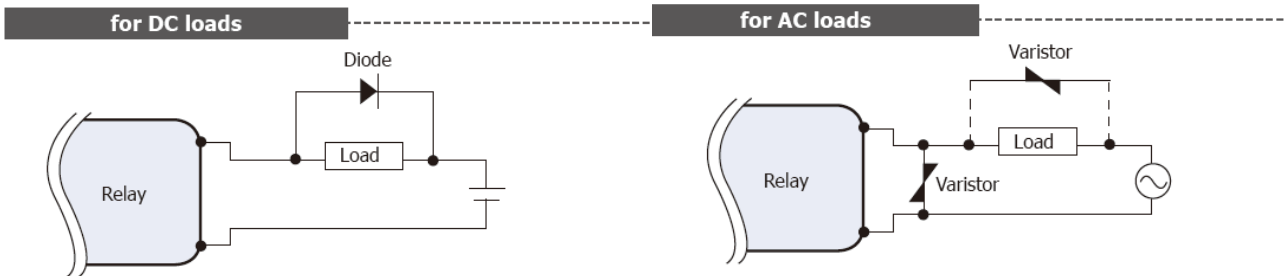 for DC loads
Diode
Load
Relay
for AC loads
Varistor
Load
Relay
Varistor